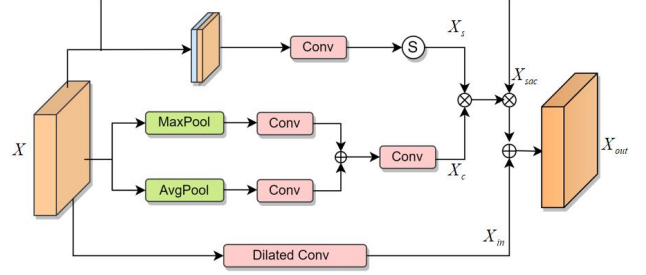 X_s
Conv
S
X_sac
MaxPool
Conv
X
Conv
X_out
X_c
AvgPool
Conv
X_in
Dilated Conv